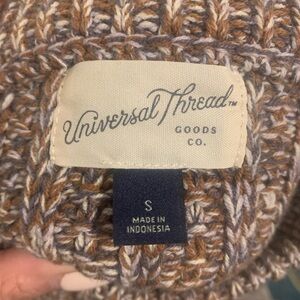 Universal Thread™
GOODS
CO.
S
MADE IN
INDONESIA